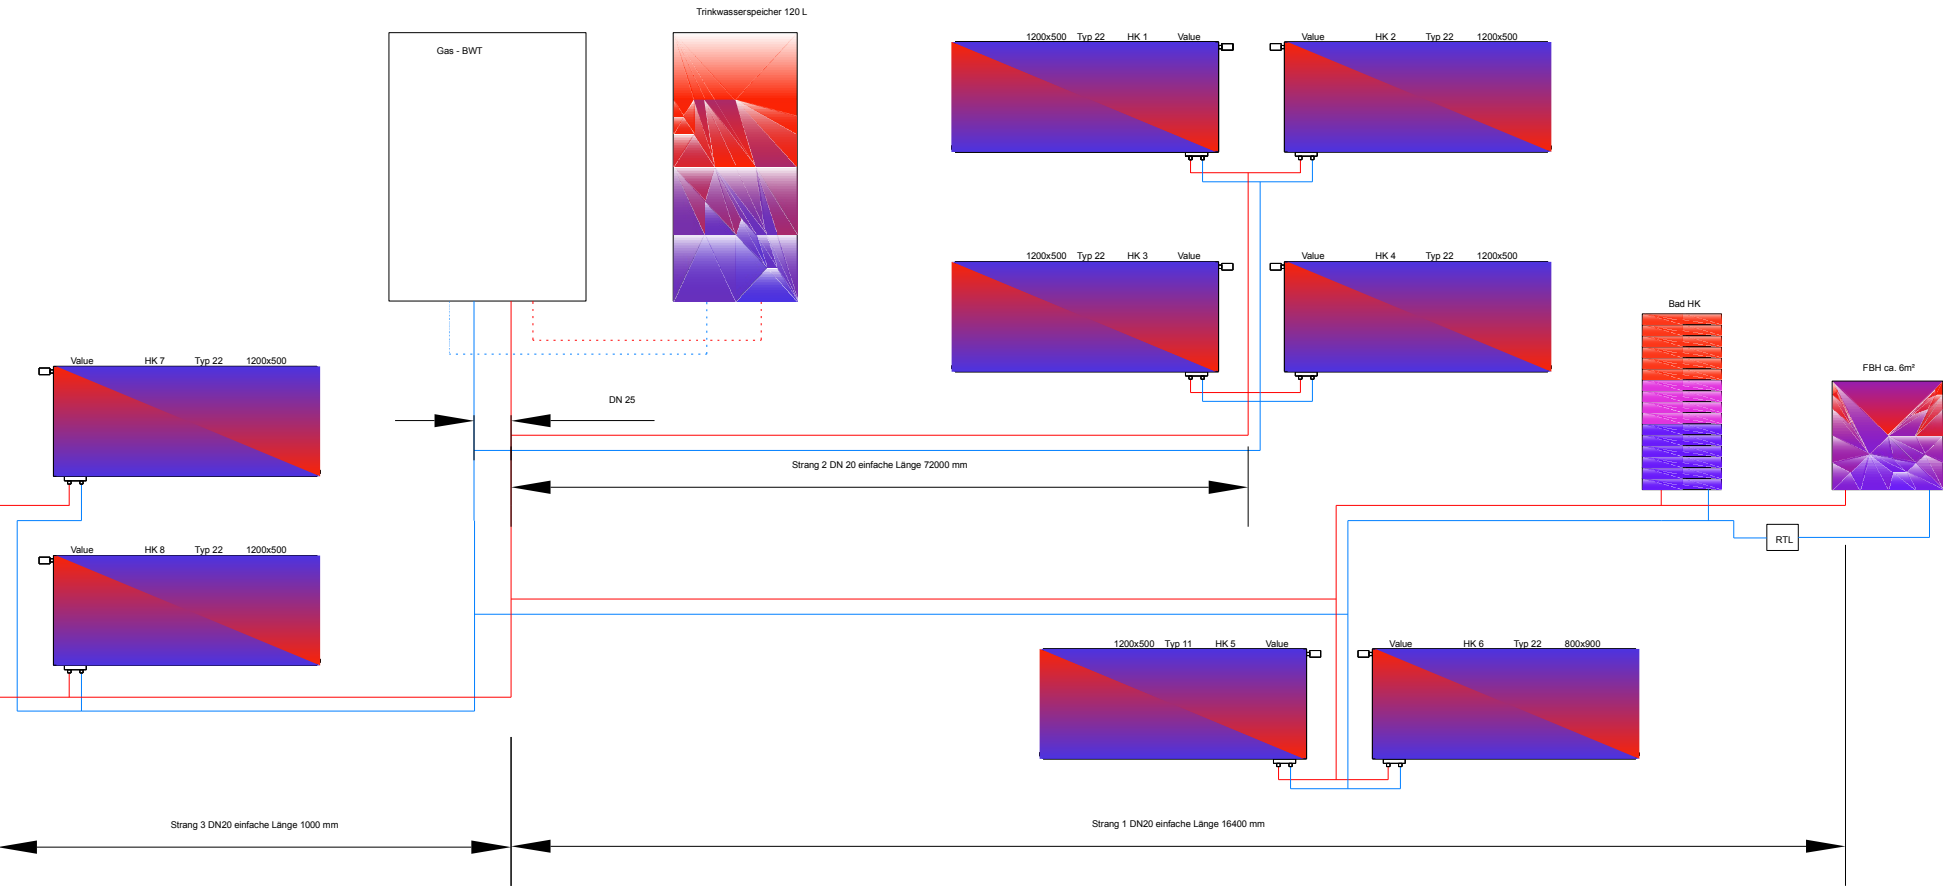 Trinkwasserspeicher 120 L
Gas - BWT
1200x500 Typ 22 HK 1 Value
Value HK 2 Typ 22 1200x500
1200x500 Typ 22 HK 3 Value
Value HK 4 Typ 22 1200x500
Bad HK
FBH ca. 6m²
Value HK 7 Typ 22 1200x500
DN 25
Strang 2 DN 20 einfache Länge 72000 mm
RTL
Value HK 8 Typ 22 1200x500
1200x500 Typ 11 HK 5 Value
Value HK 6 Typ 22 800x900
Strang 3 DN20 einfache Länge 1000 mm
Strang 1 DN20 einfache Länge 16400 mm